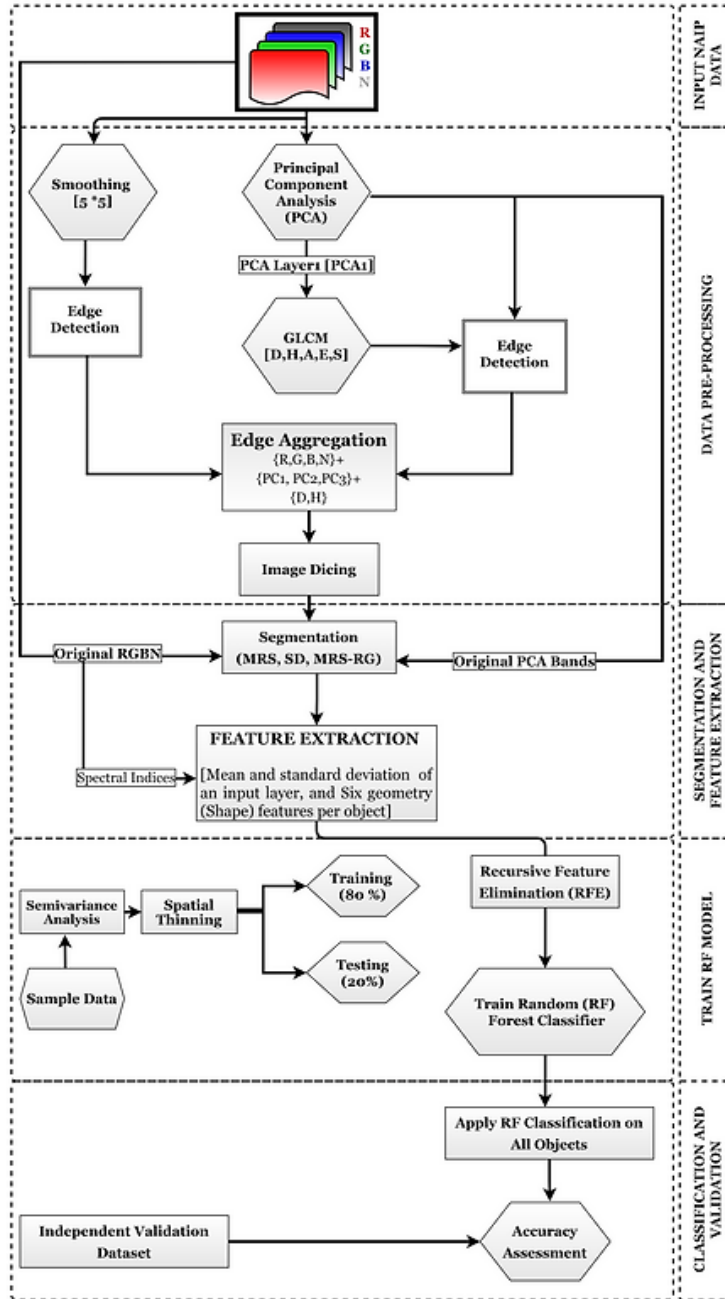 R
G
B
N
INPUT NAIP
DATA
Smoothing
[5 *5]
Principal
Component
Analysis
(PCA)
PCA Layer1 [PCA1]
Edge
Detection
GLCM
[D,H,A,E,S]
Edge
Detection
Edge Aggregation
{R,G,B,N}+
{PC1, PC2,PC3}+
{D,H}
Image Dicing
DATA PRE-PROCESSING
Segmentation
(MRS, SD, MRS-RG)
Original RGBN
Original PCA Bands
FEATURE EXTRACTION
[Mean and standard deviation of
an input layer, and Six geometry
(Shape) features per object]
Spectral Indices
SEGMENTATION AND
FEATURE EXTRACTION
Semivariance
Analysis
Spatial
Thinning
Training
(80 %)
Testing
(20%)
Sample Data
Recursive Feature
Elimination (RFE)
Train Random (RF)
Forest Classifier
TRAIN RF MODEL
Apply RF Classification on
All Objects
Independent Validation
Dataset
Accuracy
Assessment
CLASSIFICATION AND
VALIDATION